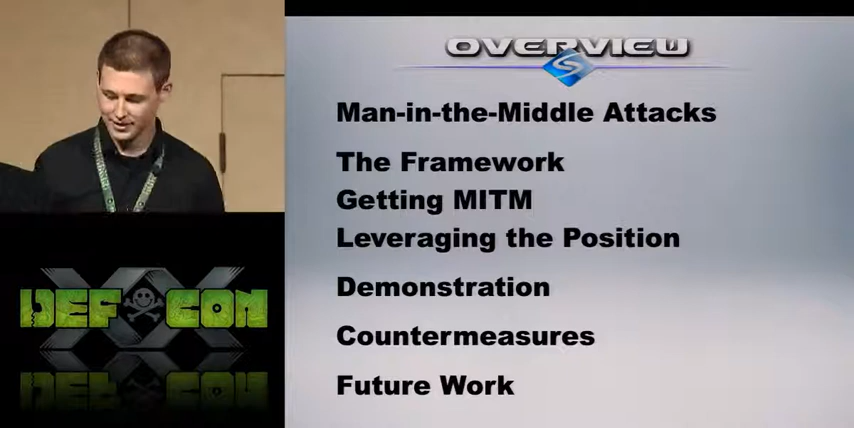 OVERVIEW
Man-in-the-Middle Attacks
The Framework
Getting MITM
Leveraging the Position
Demonstration
Countermeasures
Future Work
DEF CON
XX